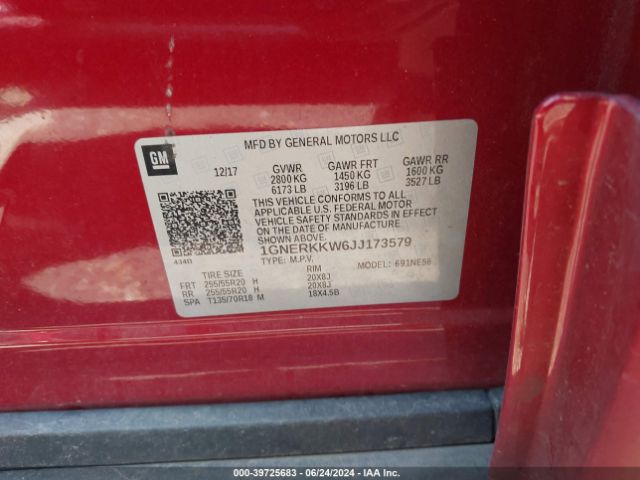 MFD BY GENERAL MOTORS LLC
GM
12/17 GVWR GAWR FRT GAWR RR
2800 KG 1450 KG 1600 KG
6173 LB 3196 LB 3527 LB
THIS VEHICLE CONFORMS TO ALL
APPLICABLE U.S. FEDERAL MOTOR
VEHICLE SAFETY STANDARDS IN EFFECT
ON THE DATE OF MANUFACTURE
SHOWN ABOVE.
1GNERKKW6JJ173579
TYPE: M.P.V. MODEL: 691NE56
TIRE SIZE RIM
FRT 255/55R20 H 20X8J
RR 255/55R20 H 20X8J
SPA T135/70R18 M 18X4.5B
00-39725683 - 06/24/2024 - IAA Inc.